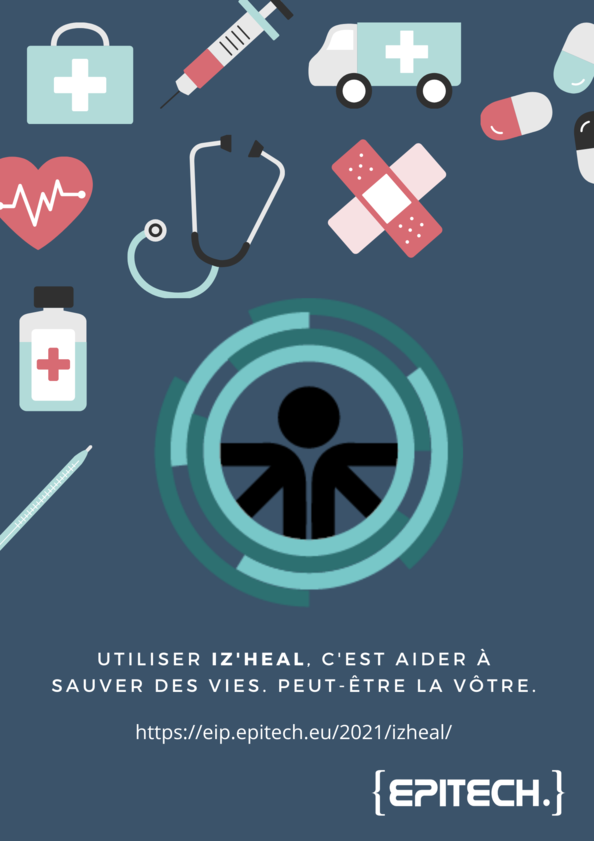 UTILISER IZ'HEAL, C'EST AIDER À
SAUVER DES VIES. PEUT-ÊTRE LA VÔTRE.
https://eip.epitech.eu/2021/izheal/
{EPITECH.}